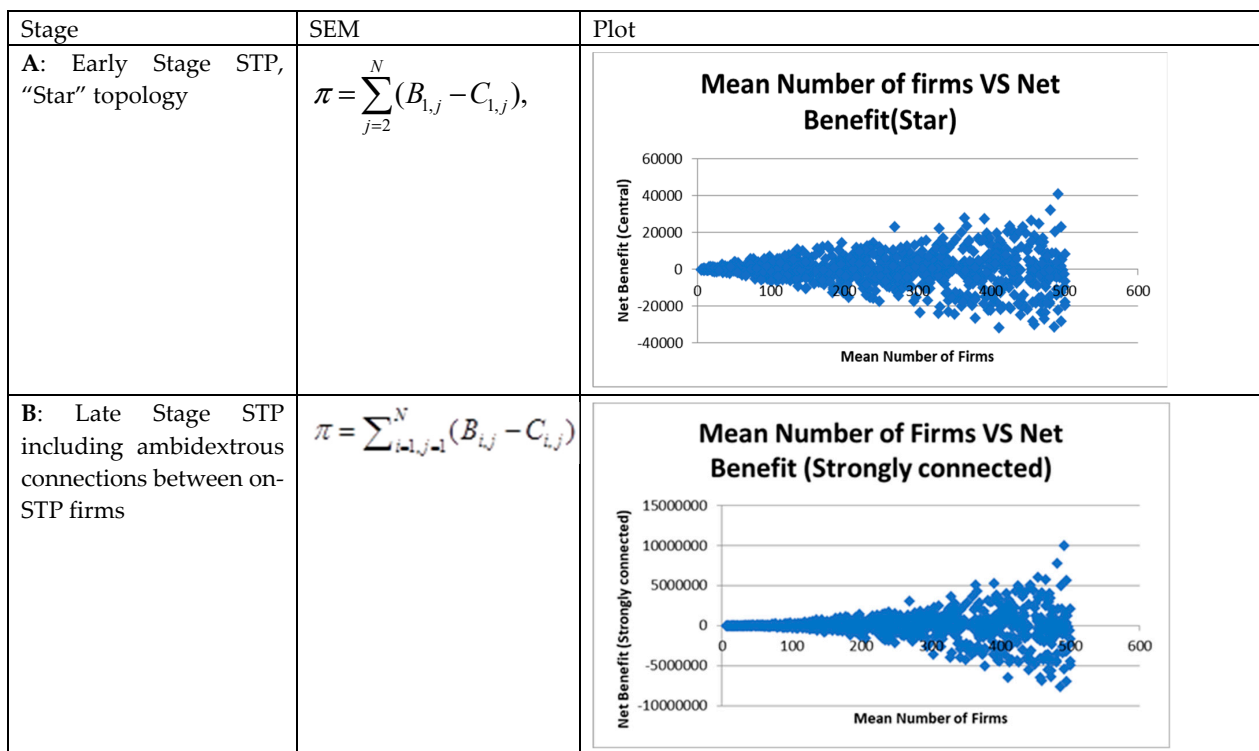 Stage SEM Plot
A: Early Stage STP,
“Star” topology
π = ∑_{j=2}^{N} (B_{1,j} − C_{1,j}),
Mean Number of firms VS Net
Benefit(Star)
Net Benefit (Central)
60000
40000
20000
0
-20000
-40000
0 100 200 300 400 500 600
Mean Number of Firms
B: Late Stage STP
including ambidextrous
connections between on-
STP firms
π = ∑_{i=1,j=1}^{N} (B_{i,j} − C_{i,j})
Mean Number of Firms VS Net
Benefit (Strongly connected)
Net Benefit (Strongly connected)
15000000
10000000
5000000
0
-5000000
-10000000
0 100 200 300 400 500 600
Mean Number of Firms